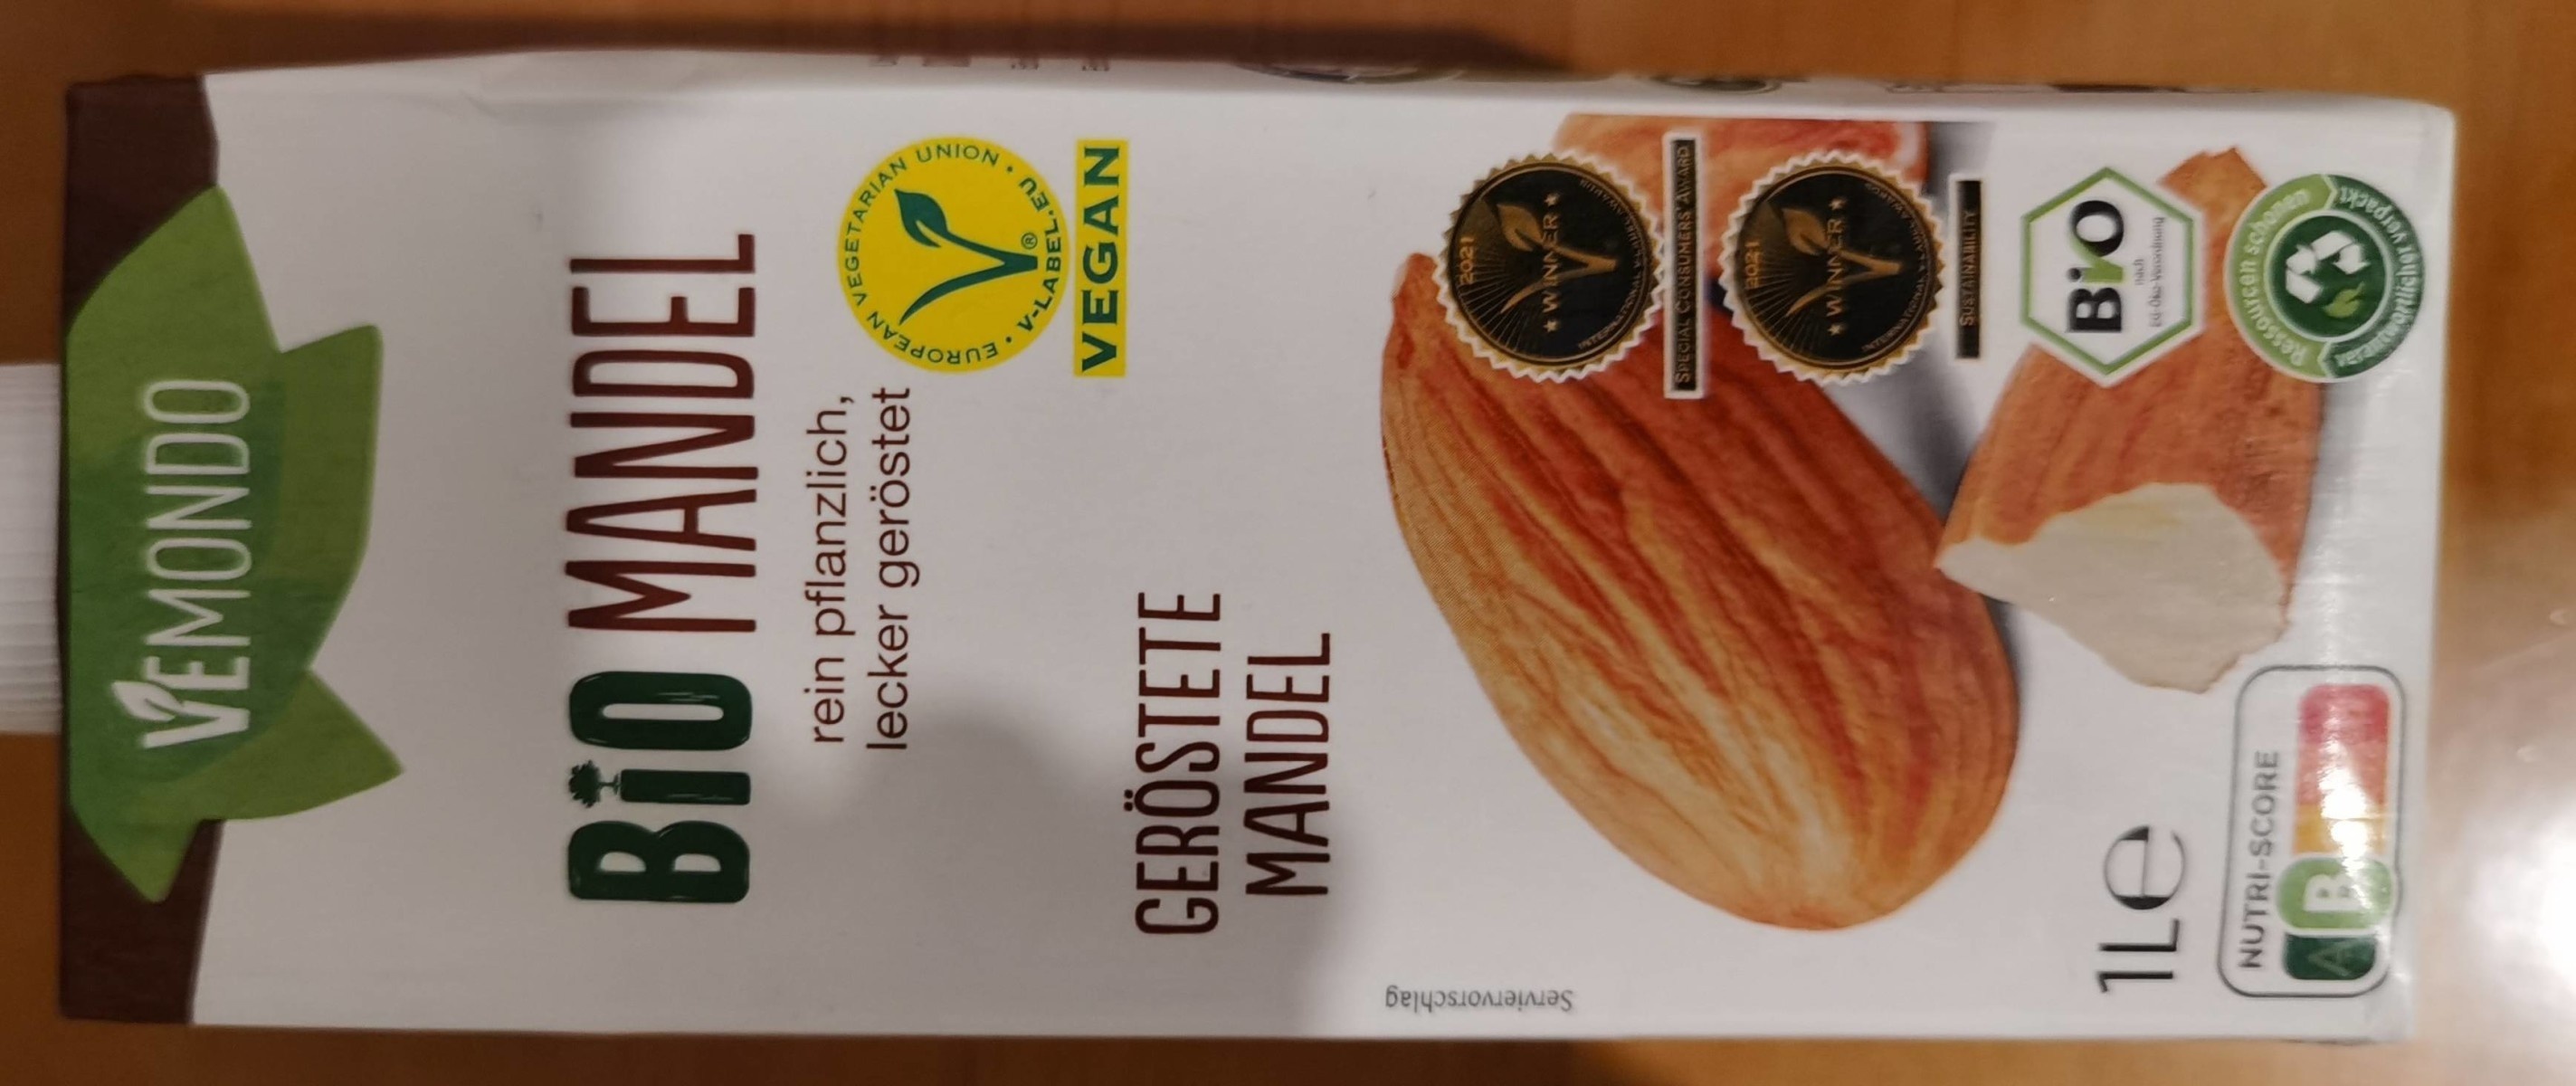 VEMONDO
BiO MANDEL
rein pflanzlich,
lecker geröstet
EUROPEAN VEGETARIAN UNION • V-LABEL.EU •
V®
VEGAN
GERÖSTETE
MANDEL
Serviervorschlag
2021
★ WINNER ★
SPECIAL CONSUMERS' AWARD
2021
★ WINNER ★
SUSTAINABILITY
BiO
nach
EG-Öko-Verordnung
Ressourcen schonen
verantwortlicher verpackt
1L e
NUTRI-SCORE
A B